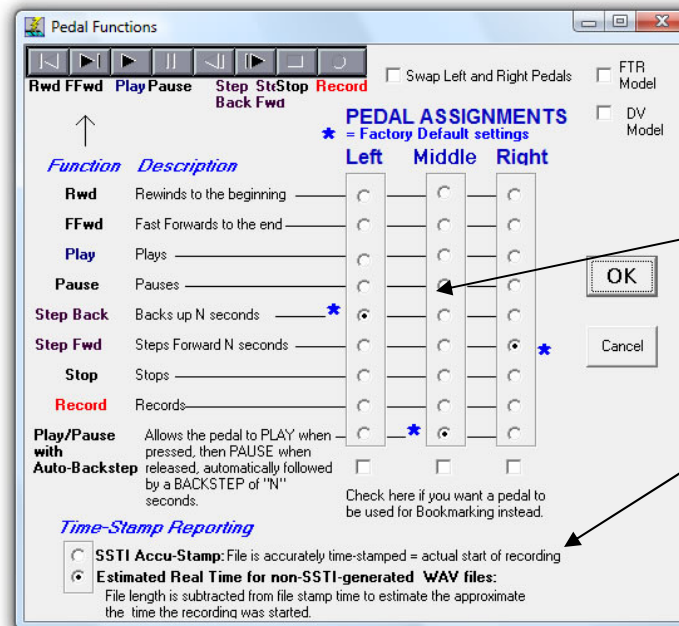 Pedal Functions
Rwd FFwd Play Pause Step Ste Stop Record
Back Fwd
Swap Left and Right Pedals
FTR
Model
DV
Model
PEDAL ASSIGNMENTS
* = Factory Default settings
Left Middle Right
Function Description
Rwd Rewinds to the beginning
FFwd Fast Forwards to the end
Play Plays
Pause Pauses
Step Back Backs up N seconds *
Step Fwd Steps Forward N seconds *
Stop Stops
Record Records
Play/Pause Allows the pedal to PLAY when *
with pressed, then PAUSE when
Auto-Backstep released, automatically followed
by a BACKSTEP of "N"
seconds.
OK
Cancel
Check here if you want a pedal to
be used for Bookmarking instead.
Time-Stamp Reporting
SSTI Accu-Stamp: File is accurately time-stamped = actual start of recording
Estimated Real Time for non-SSTI-generated WAV files:
File length is subtracted from file stamp time to estimate the approximate
the time the recording was started.